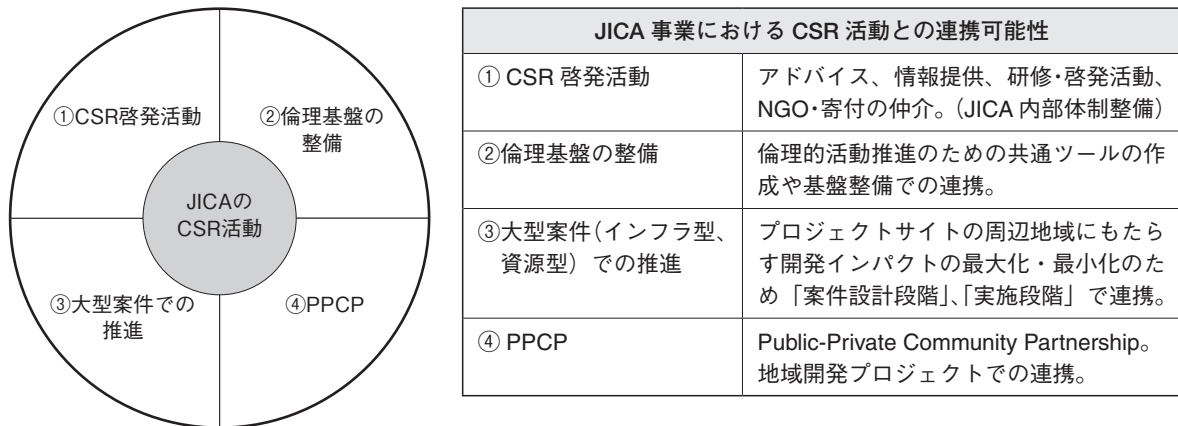 ①CSR啓発活動
②倫理基盤の
整備
JICAの
CSR活動
③大型案件での
推進
④PPCP
JICA 事業における CSR 活動との連携可能性
① CSR 啓発活動
アドバイス、情報提供、研修・啓発活動、
NGO・寄付の仲介。（JICA 内部体制整備）
②倫理基盤の整備
倫理的活動推進のための共通ツールの作
成や基盤整備での連携。
③大型案件（インフラ型、
資源型）での推進
プロジェクトサイトの周辺地域にもたら
す開発インパクトの最大化・最小化のた
め「案件設計段階」、「実施段階」で連携。
④ PPCP
Public-Private Community Partnership。
地域開発プロジェクトでの連携。